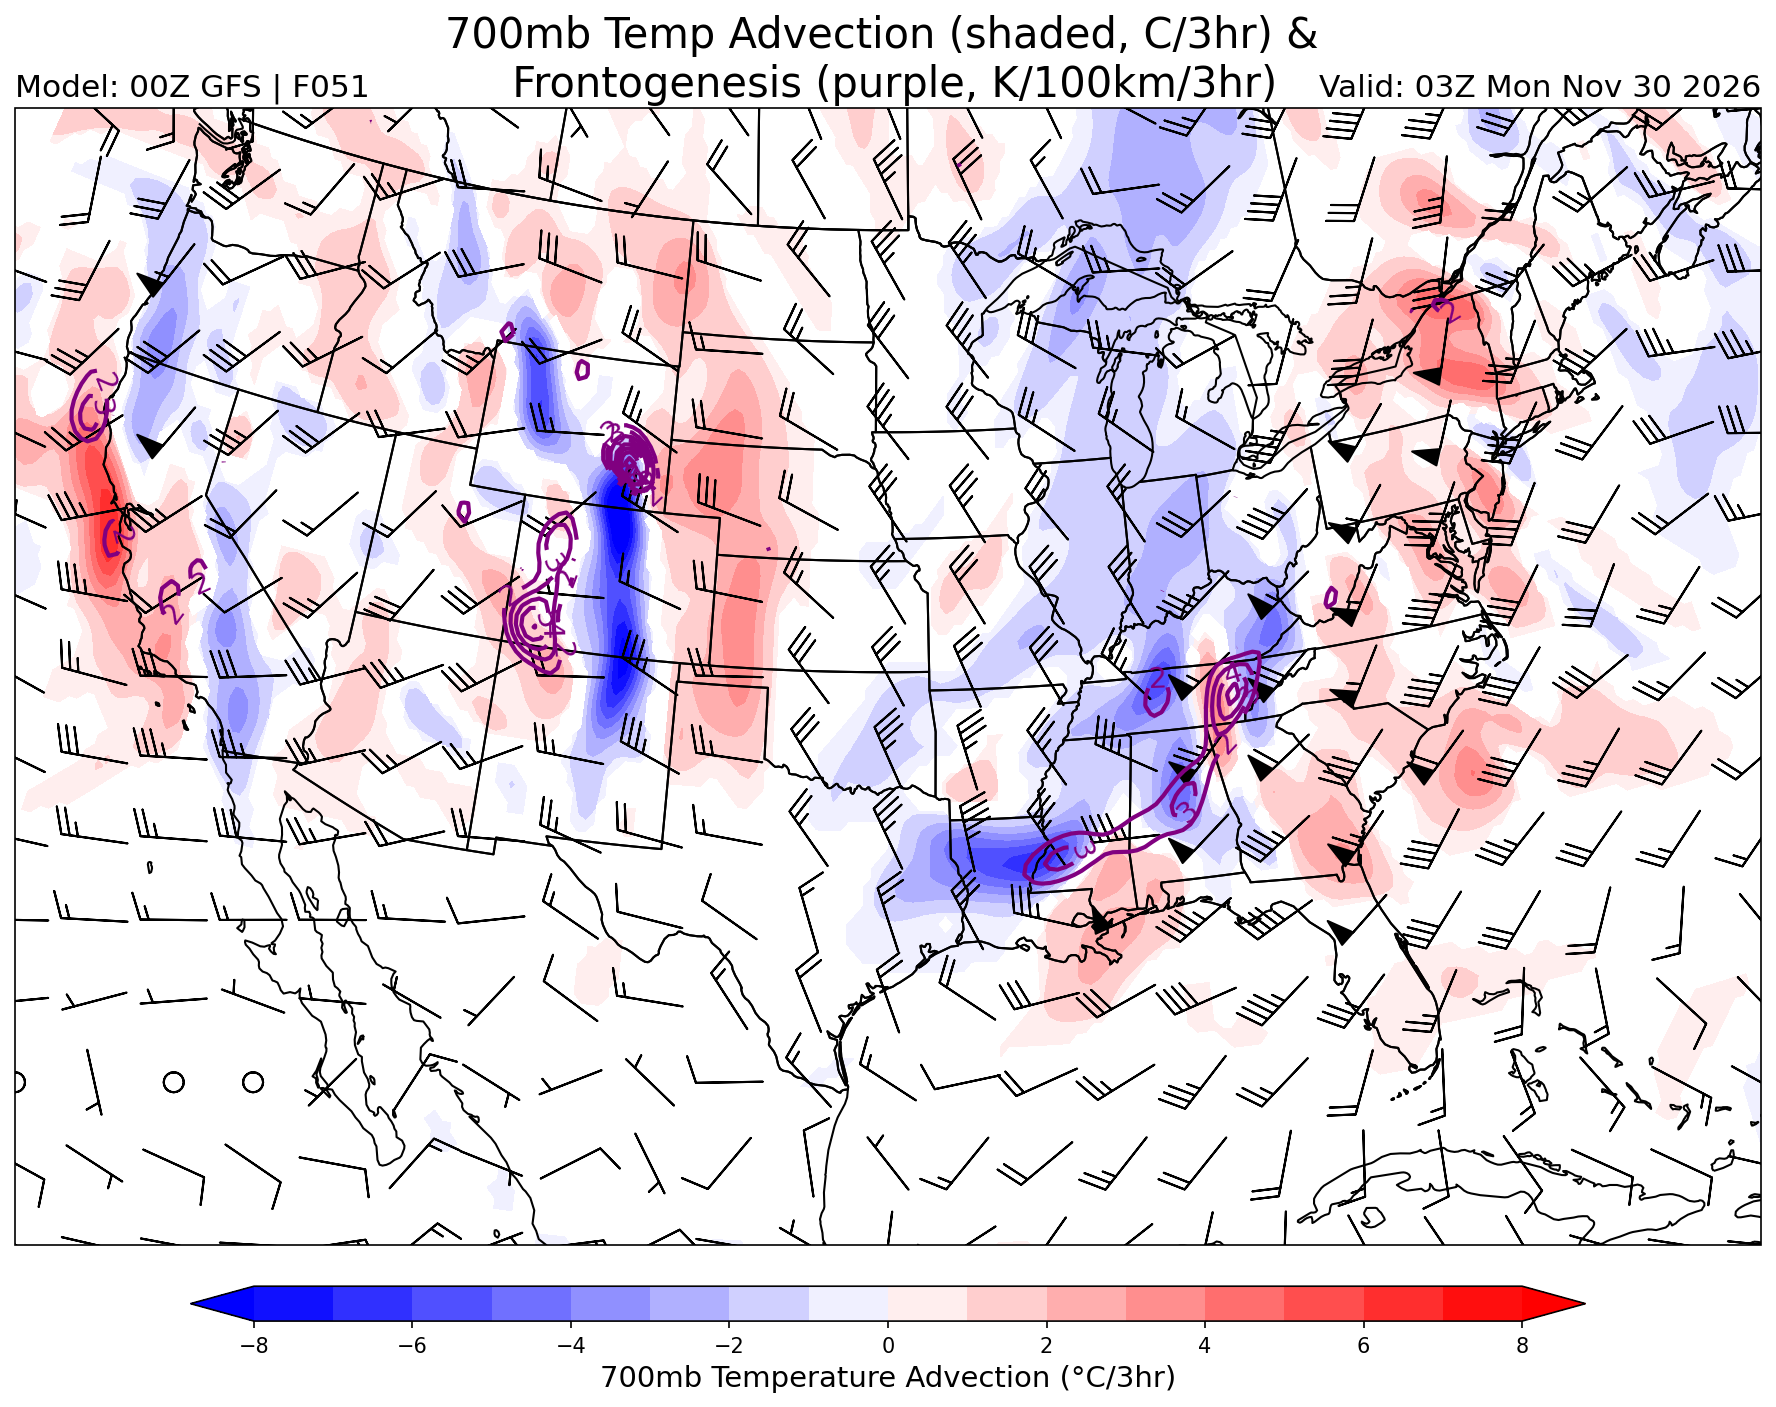 700mb Temp Advection (shaded, C/3hr) &
Frontogenesis (purple, K/100km/3hr)
Model: 00Z GFS | F051
Valid: 03Z Mon Nov 30 2026
−8 −6 −4 −2 0 2 4 6 8
700mb Temperature Advection (°C/3hr)